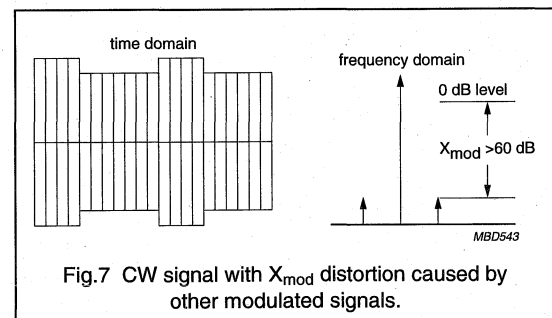 time domain
frequency domain
0 dB level
Xmod >60 dB
MBD543
Fig.7 CW signal with Xmod distortion caused by
other modulated signals.